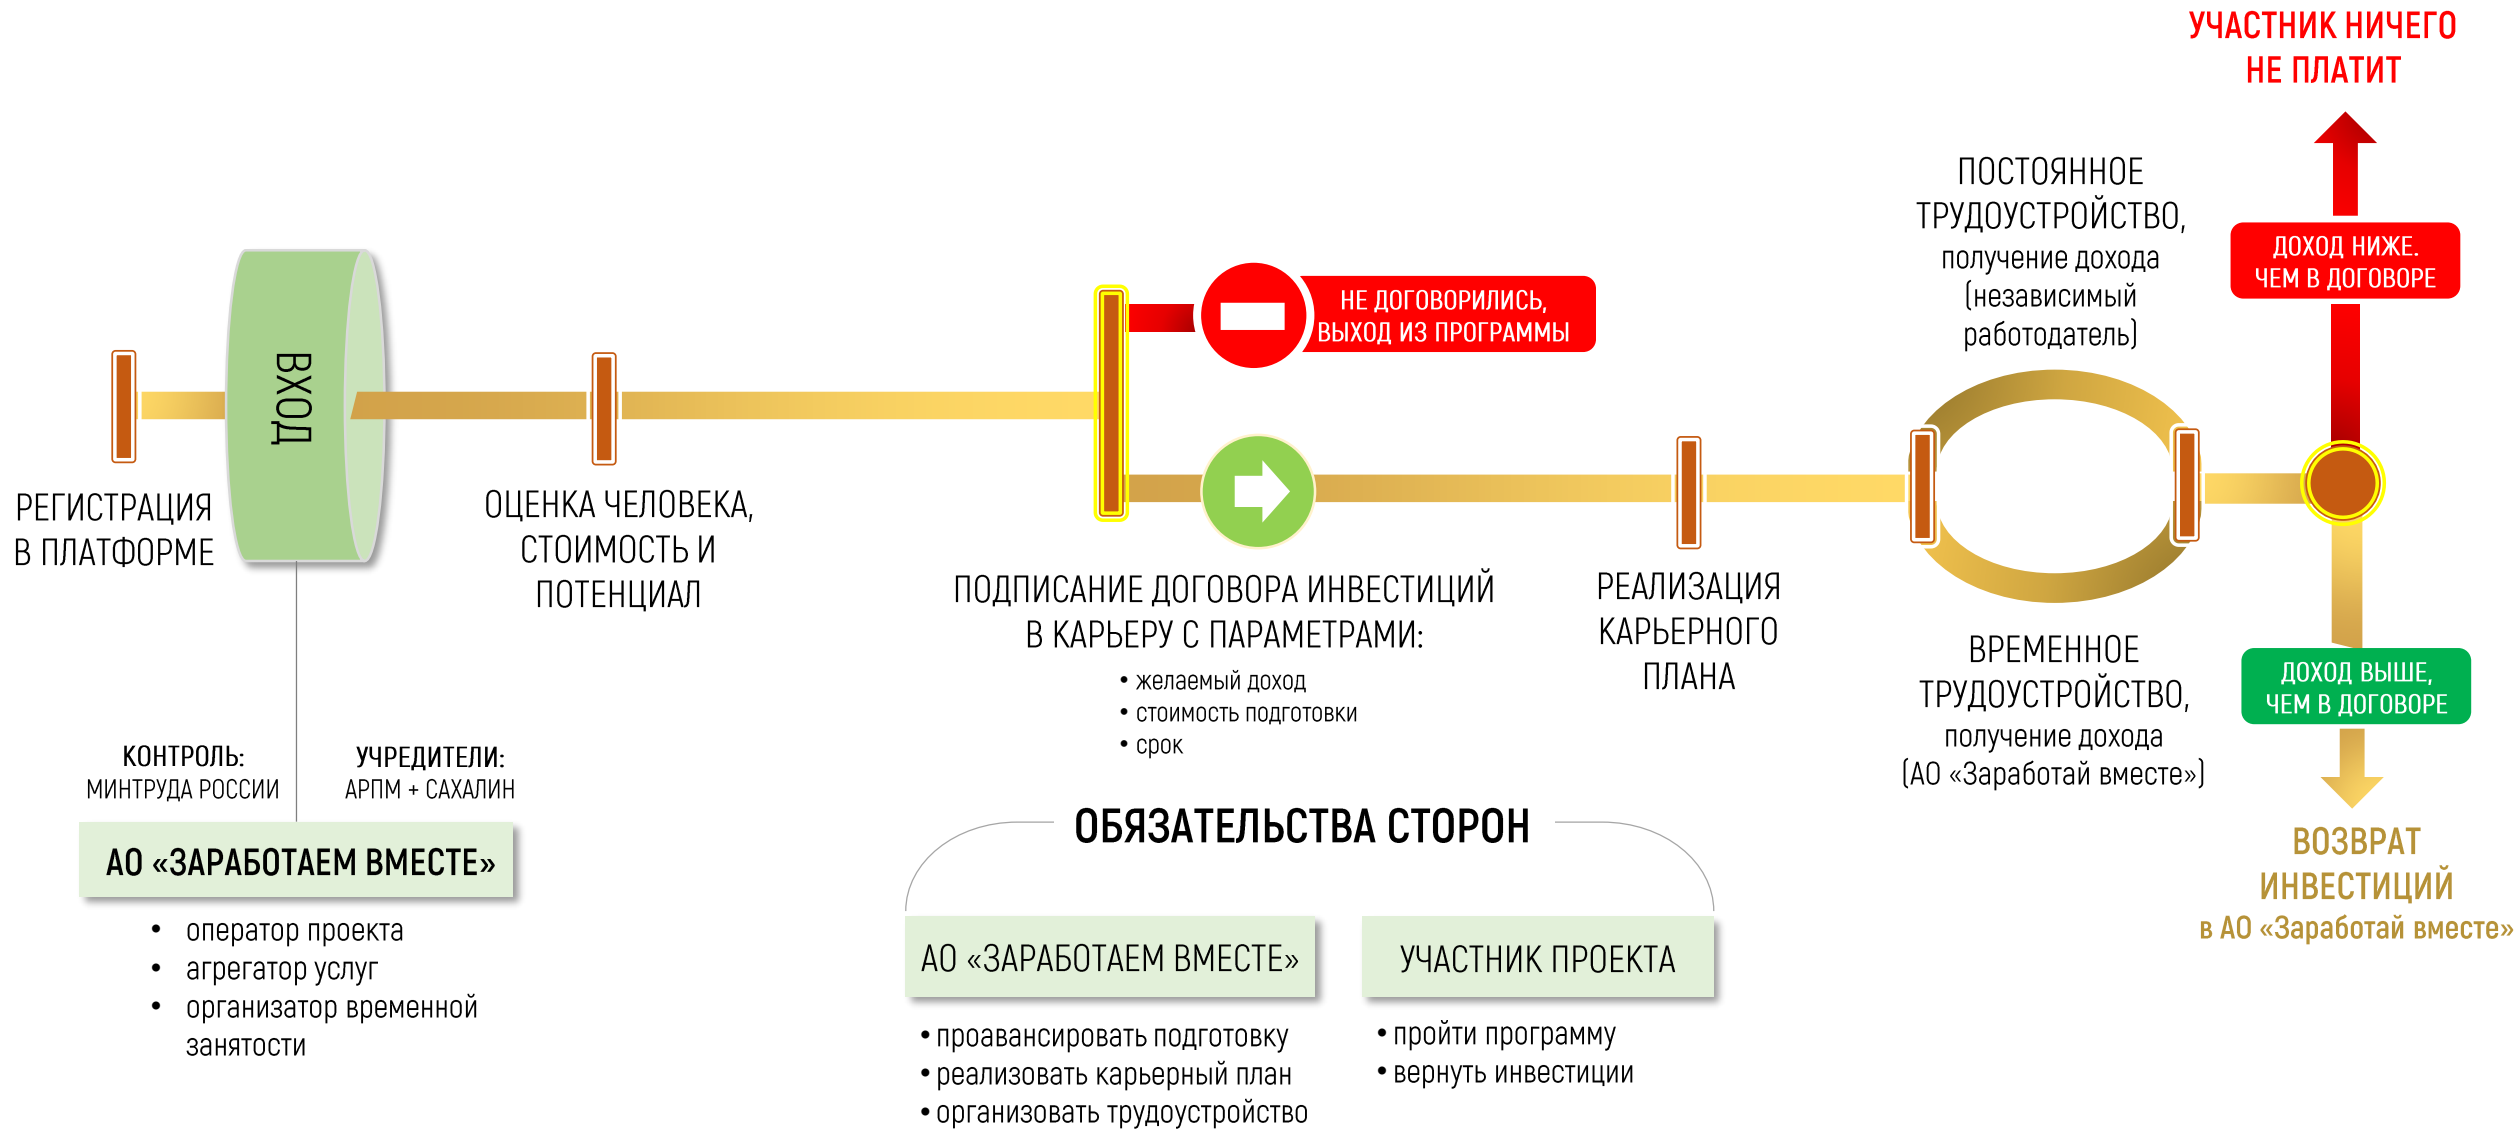 РЕГИСТРАЦИЯ
В ПЛАТФОРМЕ
ВХОД
КОНТРОЛЬ:
МИНТРУДА РОССИИ
УЧРЕДИТЕЛИ:
АРПМ + САХАЛИН
АО «ЗАРАБОТАЕМ ВМЕСТЕ»
• оператор проекта
• агрегатор услуг
• организатор временной
занятости
ОЦЕНКА ЧЕЛОВЕКА,
СТОИМОСТЬ И
ПОТЕНЦИАЛ
НЕ ДОГОВОРИЛИСЬ,
ВЫХОД ИЗ ПРОГРАММЫ
ПОДПИСАНИЕ ДОГОВОРА ИНВЕСТИЦИЙ
В КАРЬЕРУ С ПАРАМЕТРАМИ:
• желаемый доход
• стоимость подготовки
• срок
ОБЯЗАТЕЛЬСТВА СТОРОН
АО «ЗАРАБОТАЕМ ВМЕСТЕ»
• проавансировать подготовку
• реализовать карьерный план
• организовать трудоустройство
УЧАСТНИК ПРОЕКТА
• пройти программу
• вернуть инвестиции
РЕАЛИЗАЦИЯ
КАРЬЕРНОГО
ПЛАНА
ПОСТОЯННОЕ
ТРУДОУСТРОЙСТВО,
получение дохода
(независимый
работодатель)
ВРЕМЕННОЕ
ТРУДОУСТРОЙСТВО,
получение дохода
(АО «Заработай вместе»)
УЧАСТНИК НИЧЕГО
НЕ ПЛАТИТ
ДОХОД НИЖЕ.
ЧЕМ В ДОГОВОРЕ
ДОХОД ВЫШЕ,
ЧЕМ В ДОГОВОРЕ
ВОЗВРАТ
ИНВЕСТИЦИЙ
в АО «Заработай вместе»